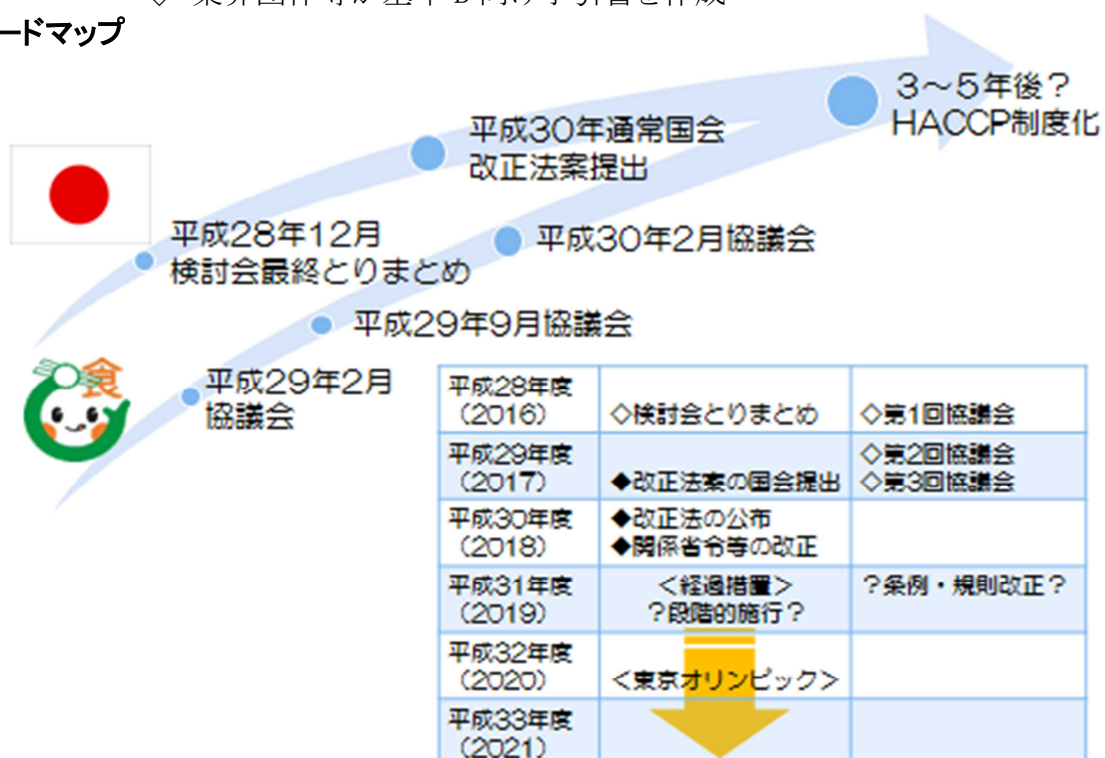 ードマップ
3～5年後？
HACCP制度化
平成30年通常国会
改正法案提出
平成28年12月
検討会最終とりまとめ
平成30年2月協議会
平成29年9月協議会
食
平成29年2月
協議会
平成28年度
（2016） ◇検討会とりまとめ ◇第1回協議会
平成29年度 ◇第2回協議会
（2017） ◆改正法案の国会提出 ◇第3回協議会
平成30年度 ◆改正法の公布
（2018） ◆関係省令等の改正
平成31年度 ＜経過措置＞ ？条例・規則改正？
（2019） ？段階的施行？
平成32年度
（2020） ＜東京オリンピック＞
平成33年度
（2021）